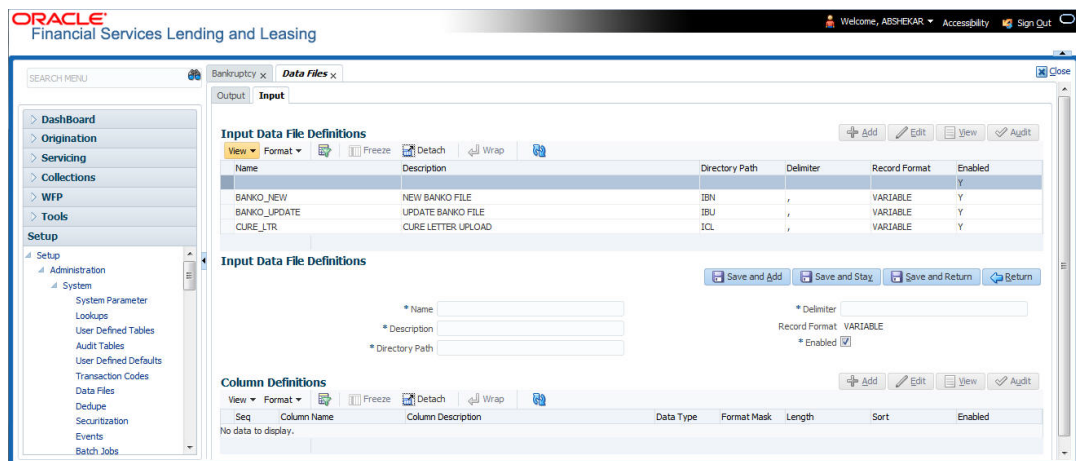 ORACLE'
Financial Services Lending and Leasing
Welcome, ABSHEKAR Accessibility Sign Out
SEARCH MENU
Bankruptcy x Data Files x
Close
Output Input
DashBoard
Origination
Servicing
Collections
WFP
Tools
Setup
Setup
Administration
System
System Parameter
Lookups
User Defined Tables
Audit Tables
User Defined Defaults
Transaction Codes
Data Files
Dedupe
Securitization
Events
Batch Jobs
Input Data File Definitions
Add Edit View Audit
View Format Freeze Detach Wrap
Name Description Directory Path Delimiter Record Format Enabled
Y
BANKO_NEW NEW BANKO FILE IBN , VARIABLE Y
BANKO_UPDATE UPDATE BANKO FILE IBU , VARIABLE Y
CURE_LTR CURE LETTER UPLOAD ICL , VARIABLE Y
Input Data File Definitions
Save and Add Save and Stay Save and Return Return
* Name
* Delimiter
* Description
Record Format VARIABLE
* Directory Path
* Enabled
Column Definitions
Add Edit View Audit
View Format Freeze Detach Wrap
Seq Column Name Column Description Data Type Format Mask Length Sort Enabled
No data to display.